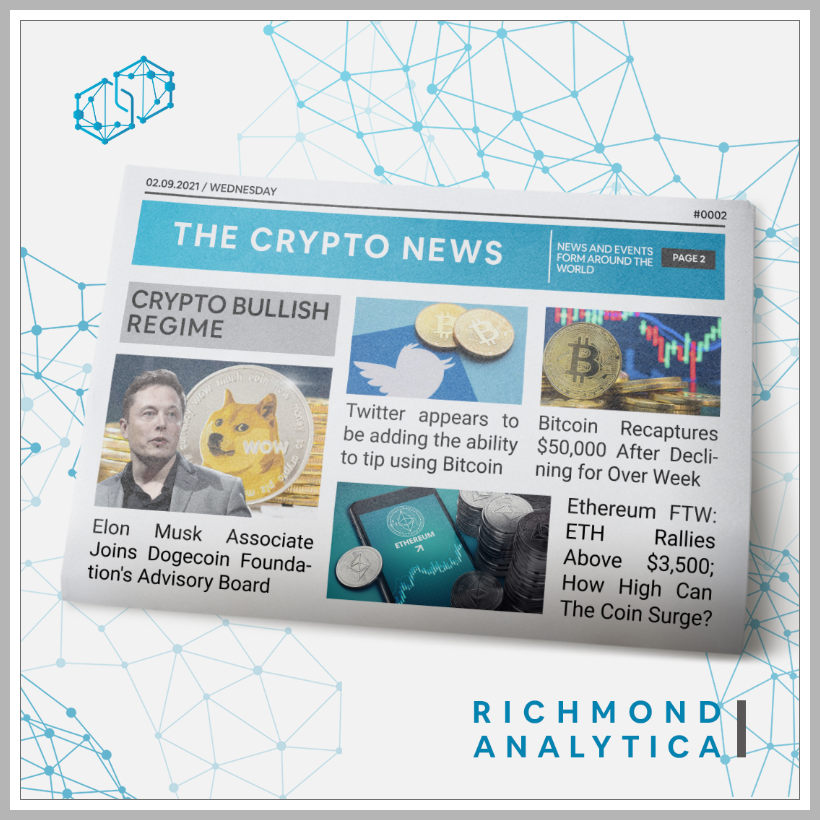 02.09.2021 / WEDNESDAY
#0002
THE CRYPTO NEWS
NEWS AND EVENTS
FORM AROUND THE
WORLD
PAGE 2
CRYPTO BULLISH
REGIME
WOW
Elon Musk Associate
Joins Dogecoin Founda-
tion's Advisory Board
Twitter appears to
be adding the ability
to tip using Bitcoin
Bitcoin Recaptures
$50,000 After Decli-
ning for Over Week
ETHEREUM
Ethereum FTW:
ETH Rallies
Above $3,500;
How High Can
The Coin Surge?
RICHMOND
ANALYTICA